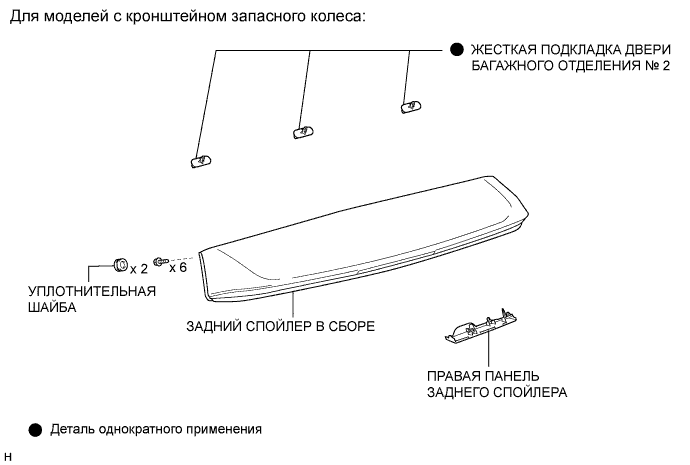 Для моделей с кронштейном запасного колеса:
● ЖЕСТКАЯ ПОДКЛАДКА ДВЕРИ
БАГАЖНОГО ОТДЕЛЕНИЯ № 2
x 2
x 6
УПЛОТНИТЕЛЬНАЯ
ШАЙБА
ЗАДНИЙ СПОЙЛЕР В СБОРЕ
ПРАВАЯ ПАНЕЛЬ
ЗАДНЕГО СПОЙЛЕРА
● Деталь однократного применения
H